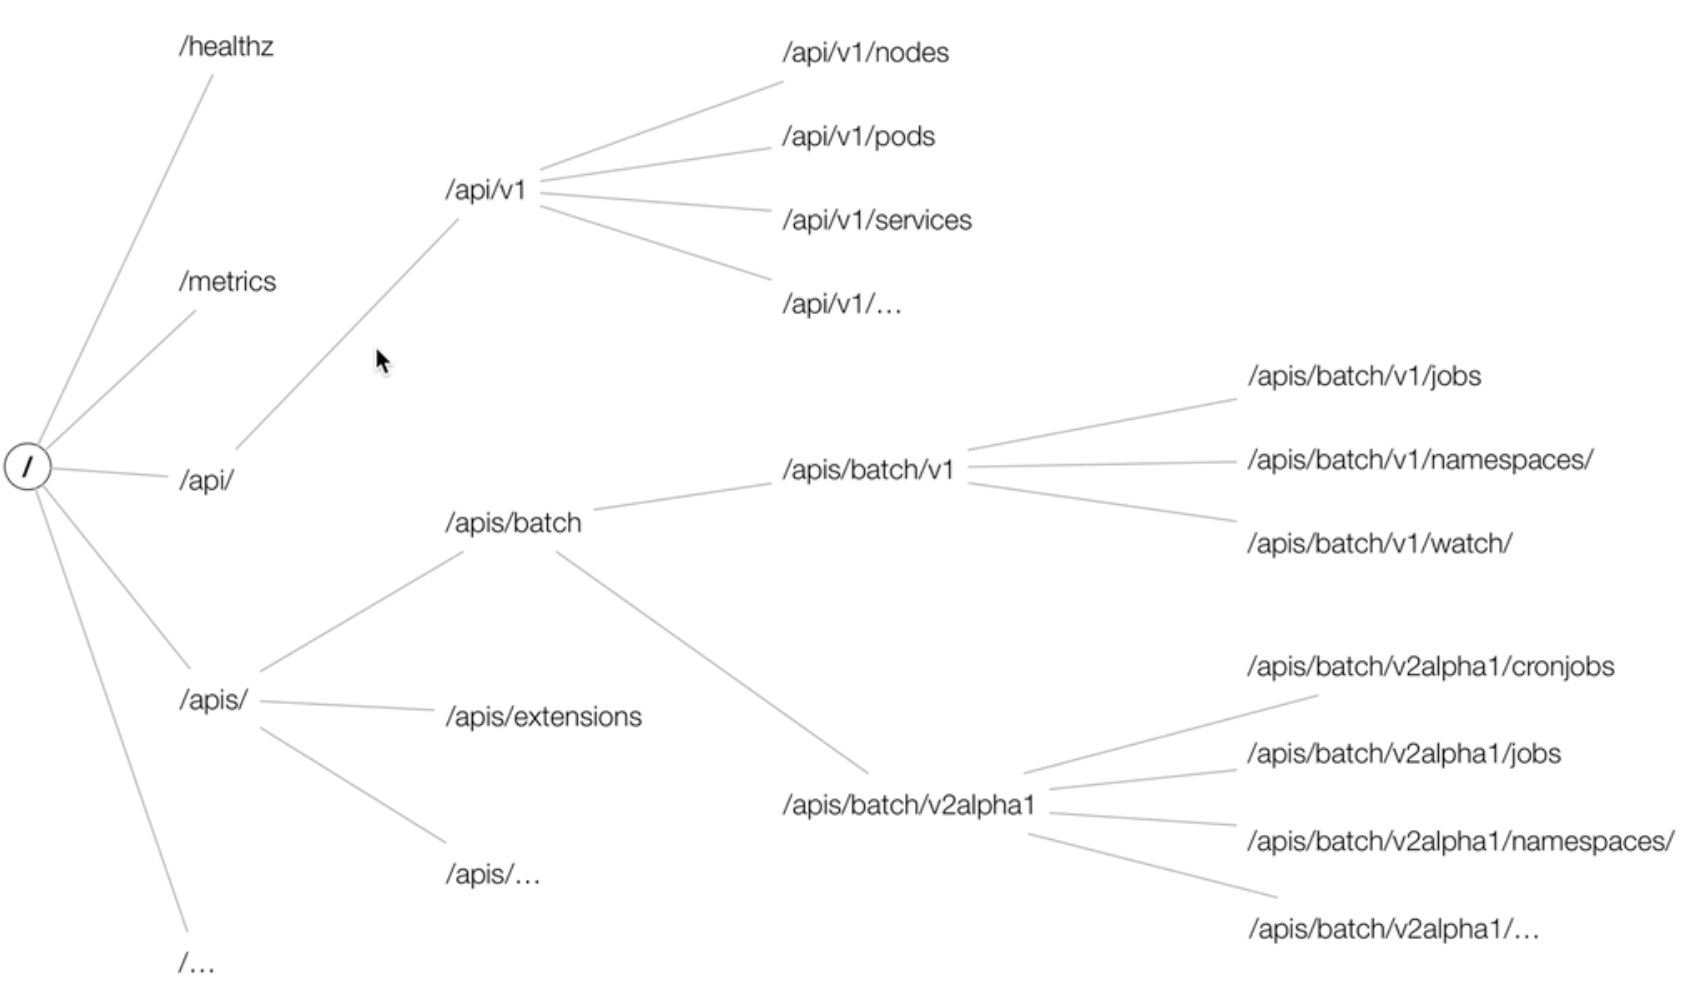 /healthz
/metrics
/
/api/
/apis/
/…
/api/v1
/apis/batch
/apis/extensions
/apis/…
/api/v1/nodes
/api/v1/pods
/api/v1/services
/api/v1/…
/apis/batch/v1
/apis/batch/v2alpha1
/apis/batch/v1/jobs
/apis/batch/v1/namespaces/
/apis/batch/v1/watch/
/apis/batch/v2alpha1/cronjobs
/apis/batch/v2alpha1/jobs
/apis/batch/v2alpha1/namespaces/
/apis/batch/v2alpha1/…